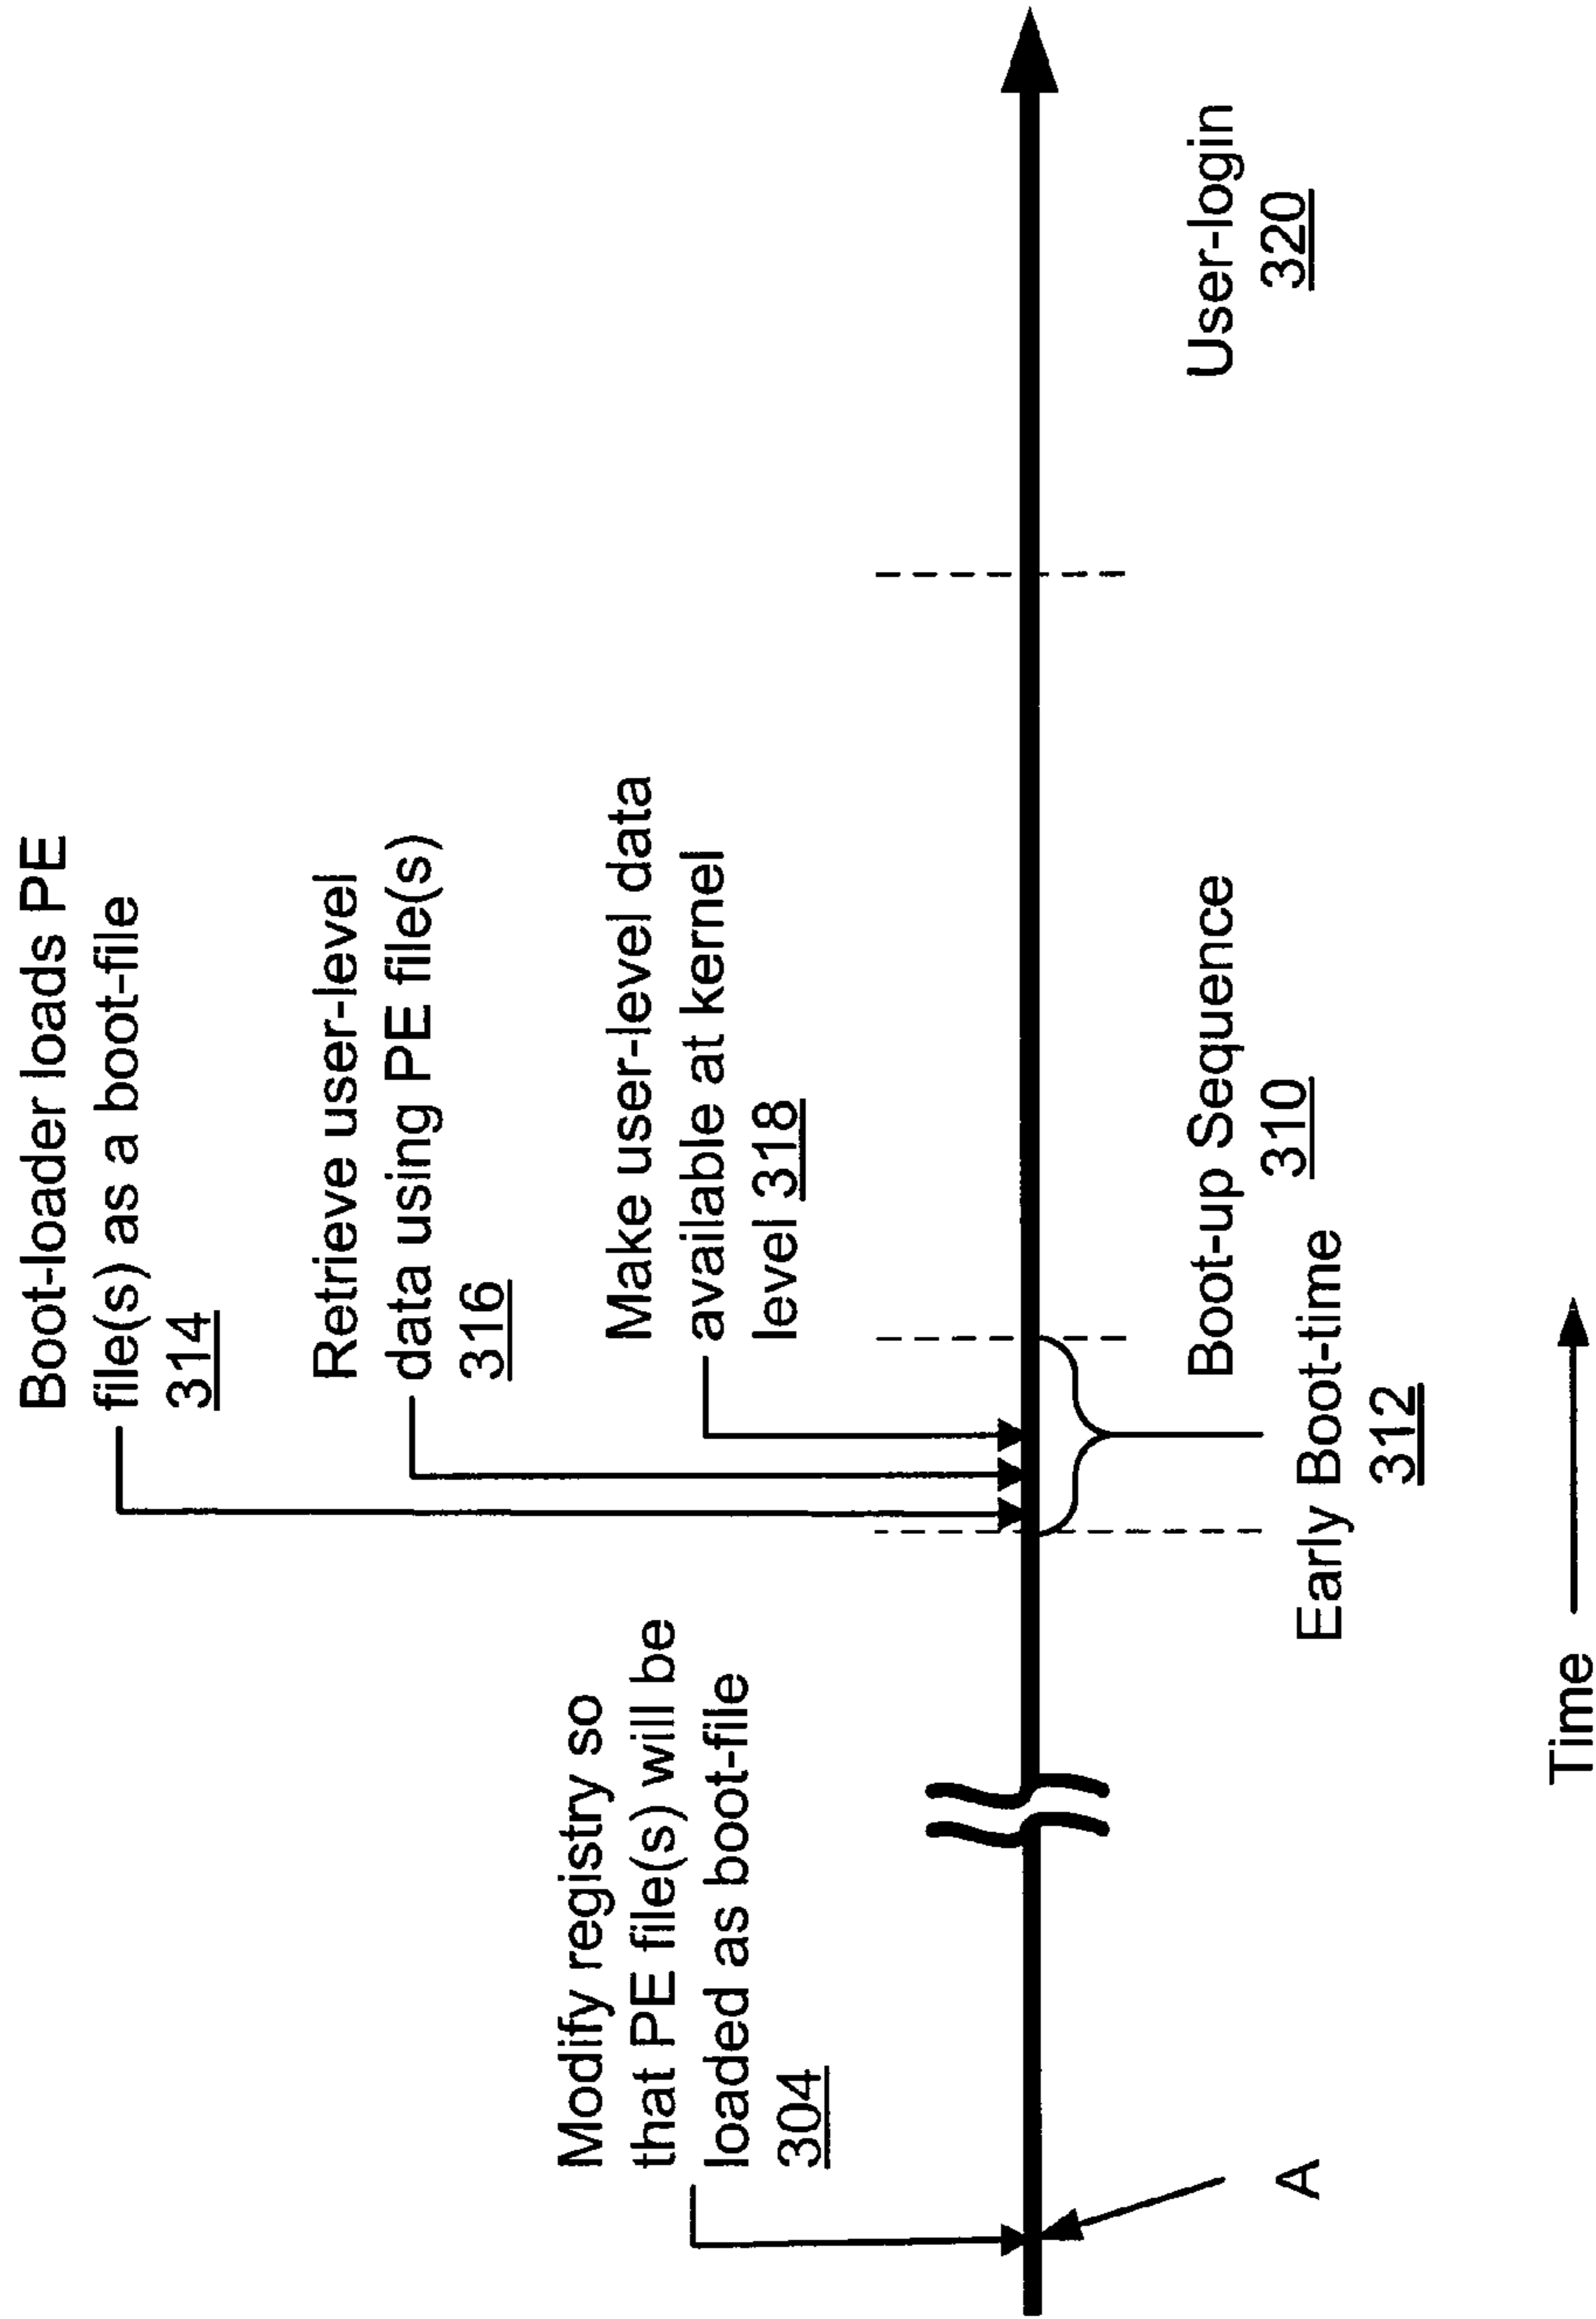 Boot-loader loads PE
file(s) as a boot-file
314
Retrieve user-level
data using PE file(s)
316
Make user-level data
available at kernel
level 318
Modify registry so
that PE file(s) will be
loaded as boot-file
304
A
Boot-up Sequence
310
Early Boot-time
312
User-login
320
Time